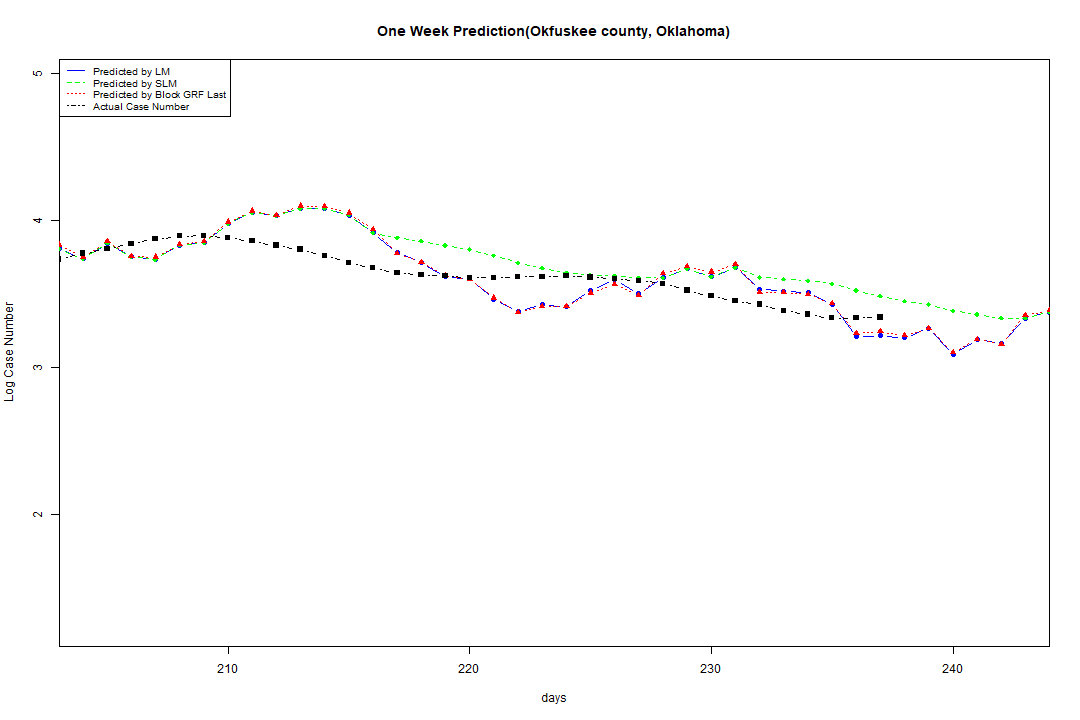 One Week Prediction(Okfuskee county, Oklahoma)
Predicted by LM
Predicted by SLM
Predicted by Block GRF Last
Actual Case Number
5
4
3
2
Log Case Number
210 220 230 240
days